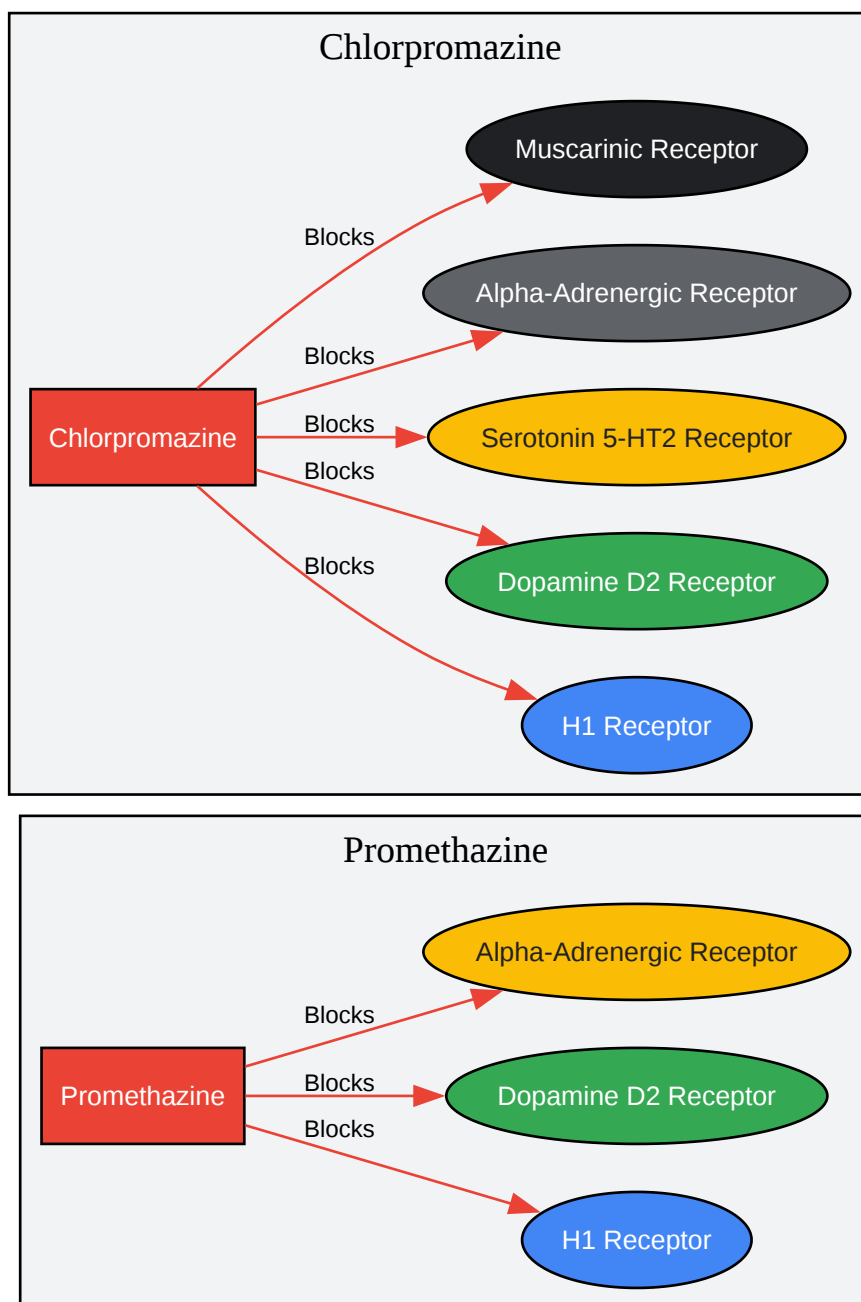 Chlorpromazine
Muscarinic Receptor
Blocks
Alpha-Adrenergic Receptor
Blocks
Chlorpromazine
Blocks
Serotonin 5-HT2 Receptor
Blocks
Dopamine D2 Receptor
Blocks
H1 Receptor
Promethazine
Alpha-Adrenergic Receptor
Blocks
Promethazine
Blocks
Dopamine D2 Receptor
Blocks
H1 Receptor